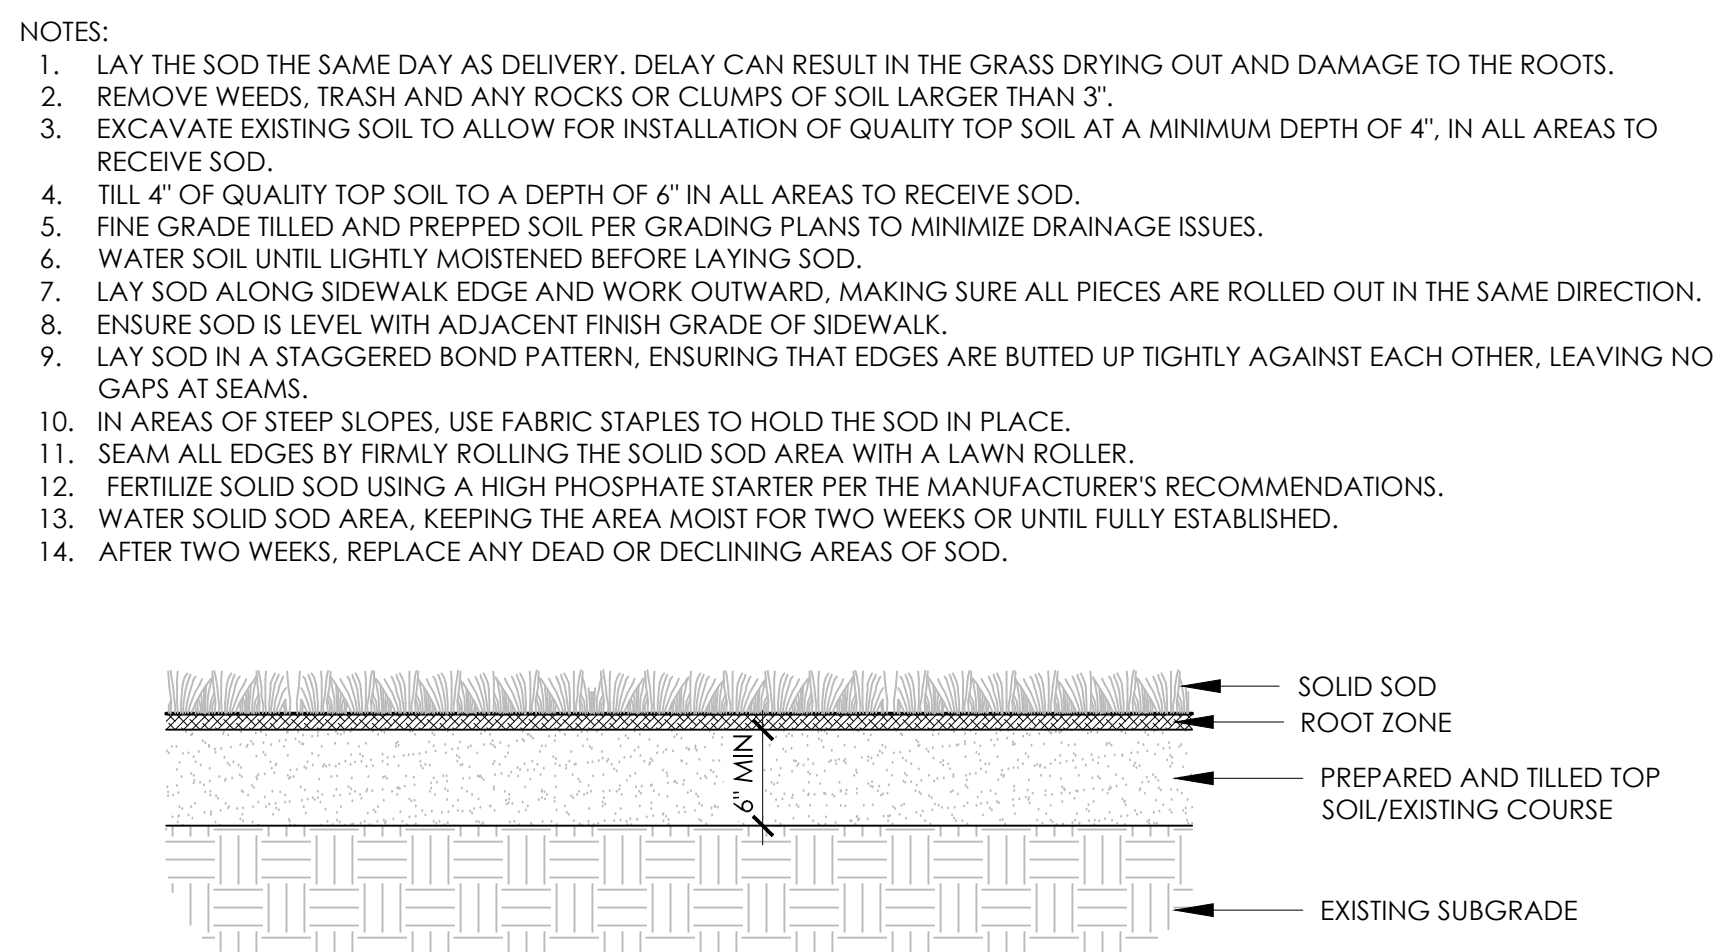 NOTES:
1. LAY THE SOD THE SAME DAY AS DELIVERY. DELAY CAN RESULT IN THE GRASS DRYING OUT AND DAMAGE TO THE ROOTS.
2. REMOVE WEEDS, TRASH AND ANY ROCKS OR CLUMPS OF SOIL LARGER THAN 3".
3. EXCAVATE EXISTING SOIL TO ALLOW FOR INSTALLATION OF QUALITY TOP SOIL AT A MINIMUM DEPTH OF 4", IN ALL AREAS TO
RECEIVE SOD.
4. TILL 4" OF QUALITY TOP SOIL TO A DEPTH OF 6" IN ALL AREAS TO RECEIVE SOD.
5. FINE GRADE TILLED AND PREPPED SOIL PER GRADING PLANS TO MINIMIZE DRAINAGE ISSUES.
6. WATER SOIL UNTIL LIGHTLY MOISTENED BEFORE LAYING SOD.
7. LAY SOD ALONG SIDEWALK EDGE AND WORK OUTWARD, MAKING SURE ALL PIECES ARE ROLLED OUT IN THE SAME DIRECTION.
8. ENSURE SOD IS LEVEL WITH ADJACENT FINISH GRADE OF SIDEWALK.
9. LAY SOD IN A STAGGERED BOND PATTERN, ENSURING THAT EDGES ARE BUTTED UP TIGHTLY AGAINST EACH OTHER, LEAVING NO
GAPS AT SEAMS.
10. IN AREAS OF STEEP SLOPES, USE FABRIC STAPLES TO HOLD THE SOD IN PLACE.
11. SEAM ALL EDGES BY FIRMLY ROLLING THE SOLID SOD AREA WITH A LAWN ROLLER.
12. FERTILIZE SOLID SOD USING A HIGH PHOSPHATE STARTER PER THE MANUFACTURER'S RECOMMENDATIONS.
13. WATER SOLID SOD AREA, KEEPING THE AREA MOIST FOR TWO WEEKS OR UNTIL FULLY ESTABLISHED.
14. AFTER TWO WEEKS, REPLACE ANY DEAD OR DECLINING AREAS OF SOD.
SOLID SOD
ROOT ZONE
6" MIN
PREPARED AND TILLED TOP
SOIL/EXISTING COURSE
EXISTING SUBGRADE